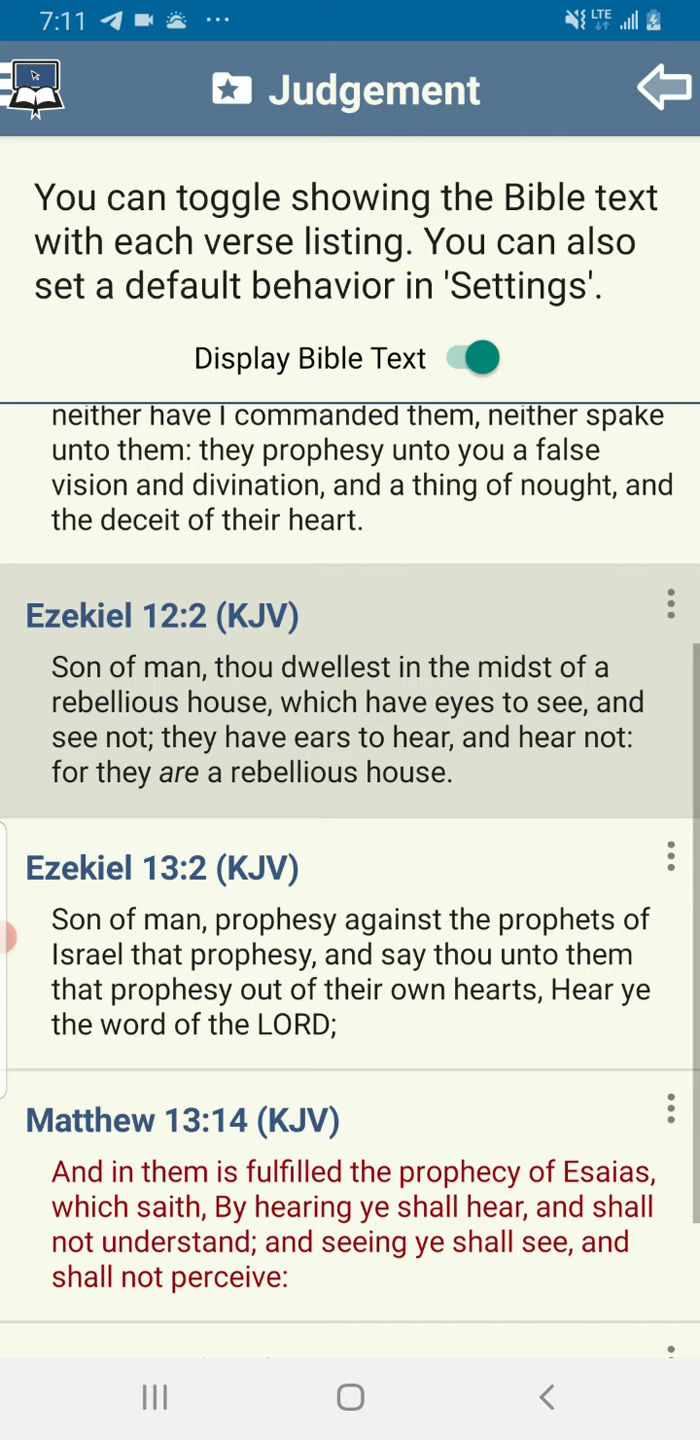 7:11
LTE
Judgement
You can toggle showing the Bible text
with each verse listing. You can also
set a default behavior in 'Settings'.
Display Bible Text
neither have I commanded them, neither spake
unto them: they prophesy unto you a false
vision and divination, and a thing of nought, and
the deceit of their heart.
Ezekiel 12:2 (KJV)
Son of man, thou dwellest in the midst of a
rebellious house, which have eyes to see, and
see not; they have ears to hear, and hear not:
for they are a rebellious house.
Ezekiel 13:2 (KJV)
Son of man, prophesy against the prophets of
Israel that prophesy, and say thou unto them
that prophesy out of their own hearts, Hear ye
the word of the LORD;
Matthew 13:14 (KJV)
And in them is fulfilled the prophecy of Esaias,
which saith, By hearing ye shall hear, and shall
not understand; and seeing ye shall see, and
shall not perceive: